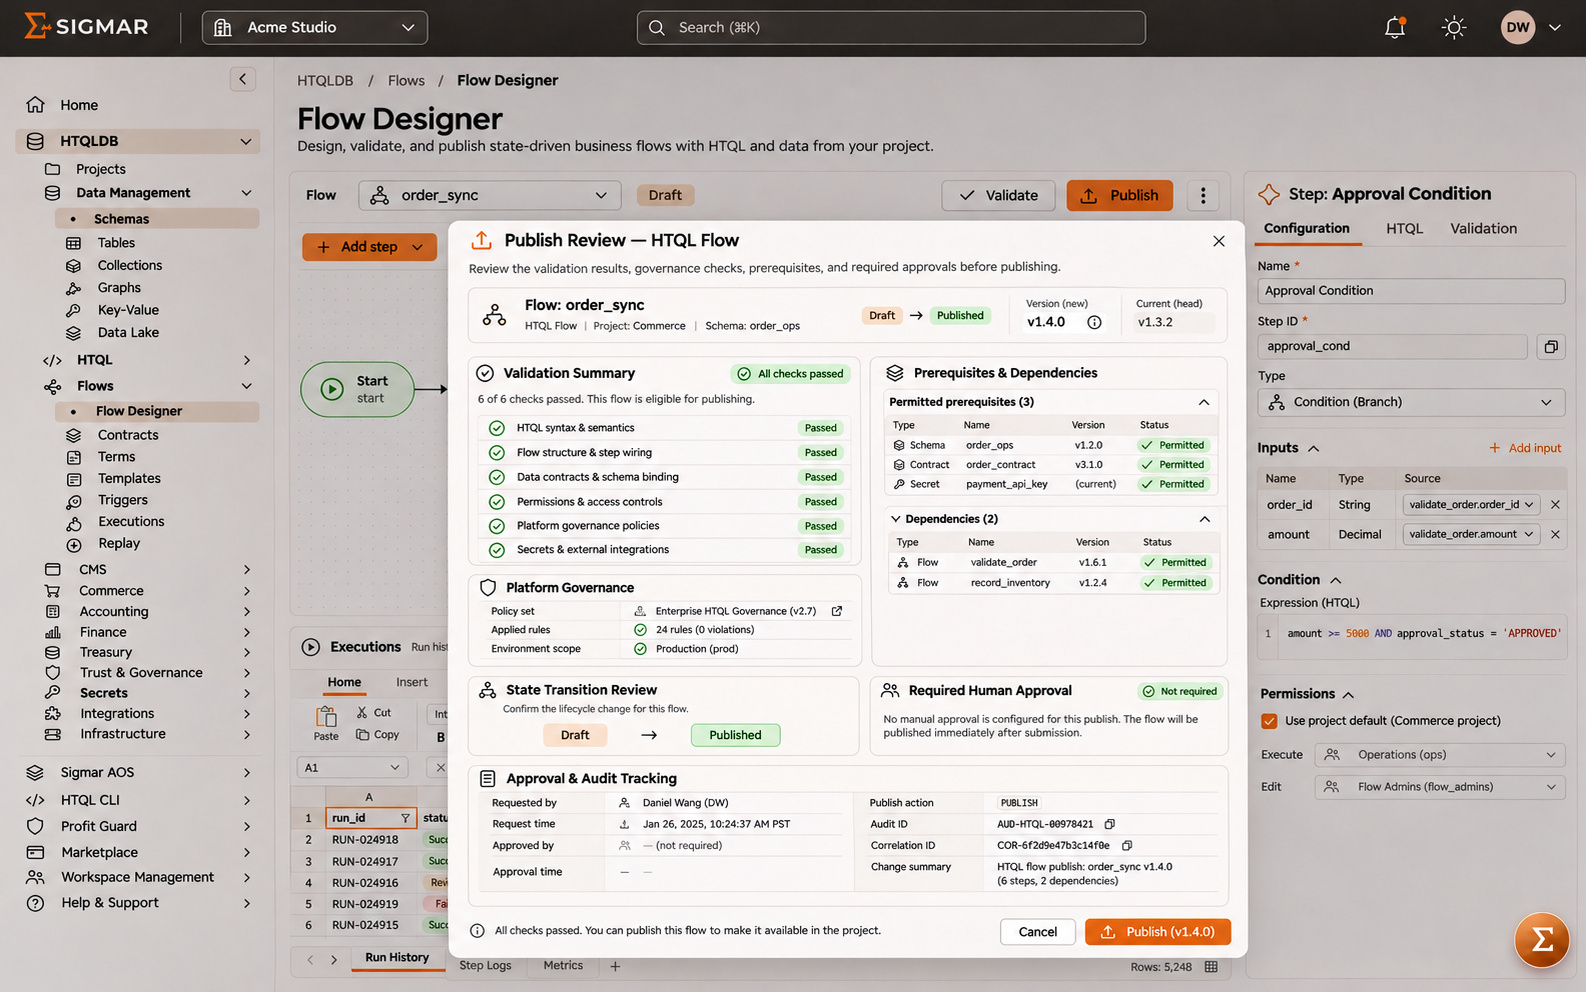 SIGMAR
Acme Studio
Search (⌘K)
DW
Home
HTQLDB
Projects
Data Management
Schemas
Tables
Collections
Graphs
Key-Value
Data Lake
HTQL
Flows
Flow Designer
Contracts
Terms
Templates
Triggers
Executions
Replay
CMS
Commerce
Accounting
Finance
Treasury
Trust & Governance
Secrets
Integrations
Infrastructure
Sigmar AOS
HTQL CLI
Profit Guard
Marketplace
Workspace Management
Help & Support
HTQLDB / Flows / Flow Designer
Flow Designer
Design, validate, and publish state-driven business flows with HTQL and data from your project.
Flow order_sync Draft Validate Publish
+ Add step
Start
start
Executions Run his
Home Insert
Paste Cut Copy Int B
A1
A
1 run_id statu
2 RUN-024918 Succ
3 RUN-024917 Succ
4 RUN-024916 Rev
5 RUN-024919 Fai
6 RUN-024915 Succ
Run History Step Logs Metrics +
Rows: 5,248
Publish Review — HTQL Flow
Review the validation results, governance checks, prerequisites, and required approvals before publishing.
Flow: order_sync
HTQL Flow | Project: Commerce | Schema: order_ops
Draft → Published
Version (new)
v1.4.0
Current (head)
v1.3.2
Validation Summary All checks passed
6 of 6 checks passed. This flow is eligible for publishing.
HTQL syntax & semantics Passed
Flow structure & step wiring Passed
Data contracts & schema binding Passed
Permissions & access controls Passed
Platform governance policies Passed
Secrets & external integrations Passed
Prerequisites & Dependencies
Permitted prerequisites (3)
Type Name Version Status
Schema order_ops v1.2.0 Permitted
Contract order_contract v3.1.0 Permitted
Secret payment_api_key (current) Permitted
Dependencies (2)
Type Name Version Status
Flow validate_order v1.6.1 Permitted
Flow record_inventory v1.2.4 Permitted
Platform Governance
Policy set Enterprise HTQL Governance (v2.7)
Applied rules 24 rules (0 violations)
Environment scope Production (prod)
State Transition Review
Confirm the lifecycle change for this flow.
Draft → Published
Required Human Approval Not required
No manual approval is configured for this publish. The flow will be
published immediately after submission.
Approval & Audit Tracking
Requested by Daniel Wang (DW)
Request time Jan 26, 2025, 10:24:37 AM PST
Approved by — (not required)
Approval time — —
Publish action PUBLISH
Audit ID AUD-HTQL-00978421
Correlation ID COR-6f2d9e47b3c14f0e
Change summary HTQL flow publish: order_sync v1.4.0
(6 steps, 2 dependencies)
All checks passed. You can publish this flow to make it available in the project.
Cancel Publish (v1.4.0)
Step: Approval Condition
Configuration HTQL Validation
Name *
Approval Condition
Step ID *
approval_cond
Type
Condition (Branch)
Inputs + Add input
Name Type Source
order_id String validate_order.order_id
amount Decimal validate_order.amount
Condition
Expression (HTQL)
1 amount >= 5000 AND approval_status = 'APPROVED'
Permissions
Use project default (Commerce project)
Execute Operations (ops)
Edit Flow Admins (flow_admins)